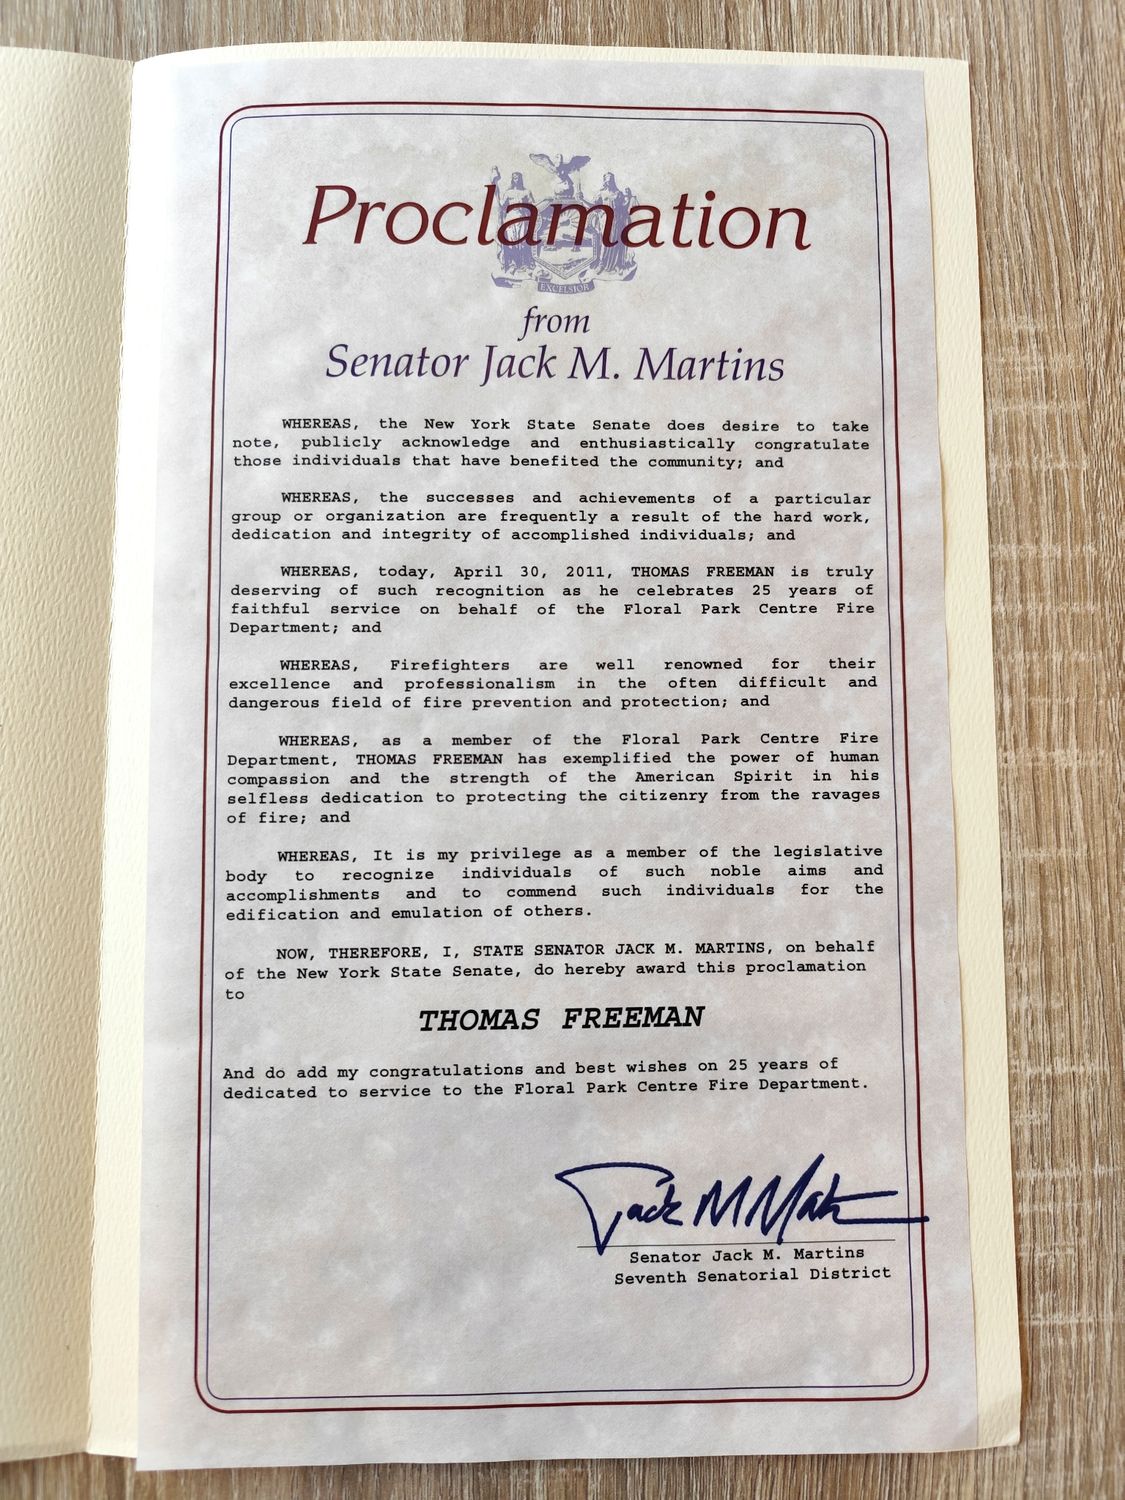 Proclamation
EXCELSIOR
from
Senator Jack M. Martins
WHEREAS, the New York State Senate does desire to take
note, publicly acknowledge and enthusiastically congratulate
those individuals that have benefited the community; and
WHEREAS, the successes and achievements of a particular
group or organization are frequently a result of the hard work,
dedication and integrity of accomplished individuals; and
WHEREAS, today, April 30, 2011, THOMAS FREEMAN is truly
deserving of such recognition as he celebrates 25 years of
faithful service on behalf of the Floral Park Centre Fire
Department; and
WHEREAS, Firefighters are well renowned for their
excellence and professionalism in the often difficult and
dangerous field of fire prevention and protection; and
WHEREAS, as a member of the Floral Park Centre Fire
Department, THOMAS FREEMAN has exemplified the power of human
compassion and the strength of the American Spirit in his
selfless dedication to protecting the citizenry from the ravages
of fire; and
WHEREAS, It is my privilege as a member of the legislative
body to recognize individuals of such noble aims and
accomplishments and to commend such individuals for the
edification and emulation of others.
NOW, THEREFORE, I, STATE SENATOR JACK M. MARTINS, on behalf
of the New York State Senate, do hereby award this proclamation
to
THOMAS FREEMAN
And do add my congratulations and best wishes on 25 years of
dedicated to service to the Floral Park Centre Fire Department.
Jack M
Senator Jack M. Martins
Seventh Senatorial District